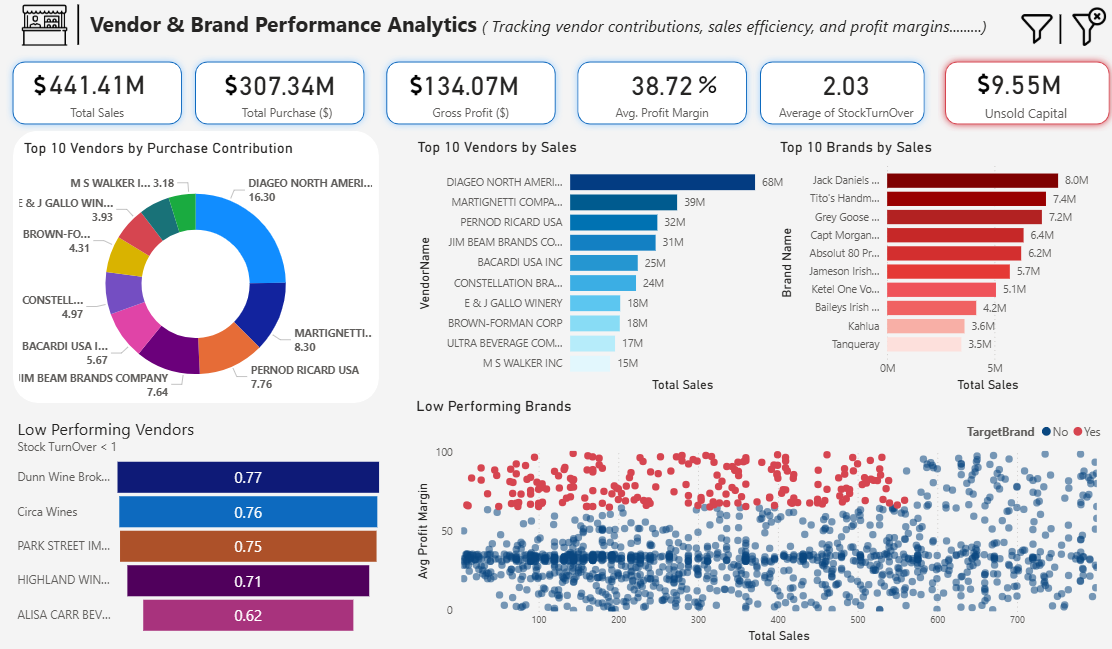 Vendor & Brand Performance Analytics ( Tracking vendor contributions, sales efficiency, and profit margins.........)
$441.41M
Total Sales
$307.34M
Total Purchase ($)
$134.07M
Gross Profit ($)
38.72 %
Avg. Profit Margin
2.03
Average of StockTurnOver
$9.55M
Unsold Capital
Top 10 Vendors by Purchase Contribution
M S WALKER I... 3.18
DIAGEO NORTH AMERI...
16.30
E & J GALLO WIN...
3.93
BROWN-FO...
4.31
CONSTELL...
4.97
BACARDI USA I...
5.67
JIM BEAM BRANDS COMPANY
7.64
PERNOD RICARD USA
7.76
MARTIGNETTI...
8.30
Top 10 Vendors by Sales
VendorName
DIAGEO NORTH AMERI... 68M
MARTIGNETTI COMPA... 39M
PERNOD RICARD USA 32M
JIM BEAM BRANDS CO... 31M
BACARDI USA INC 25M
CONSTELLATION BRA... 24M
E & J GALLO WINERY 18M
BROWN-FORMAN CORP 18M
ULTRA BEVERAGE COM... 17M
M S WALKER INC 15M
Total Sales
Top 10 Brands by Sales
Brand Name
Jack Daniels ... 8.0M
Tito's Handm... 7.4M
Grey Goose ... 7.2M
Capt Morgan... 6.4M
Absolut 80 Pr... 6.2M
Jameson Irish... 5.7M
Ketel One Vo... 5.1M
Baileys Irish ... 4.2M
Kahlua 3.6M
Tanqueray 3.5M
0M 5M
Total Sales
Low Performing Vendors
Stock TurnOver < 1
Dunn Wine Brok... 0.77
Circa Wines 0.76
PARK STREET IM... 0.75
HIGHLAND WIN... 0.71
ALISA CARR BEV... 0.62
Low Performing Brands
TargetBrand No Yes
Avg Profit Margin
100
50
0
100 200 300 400 500 600 700
Total Sales